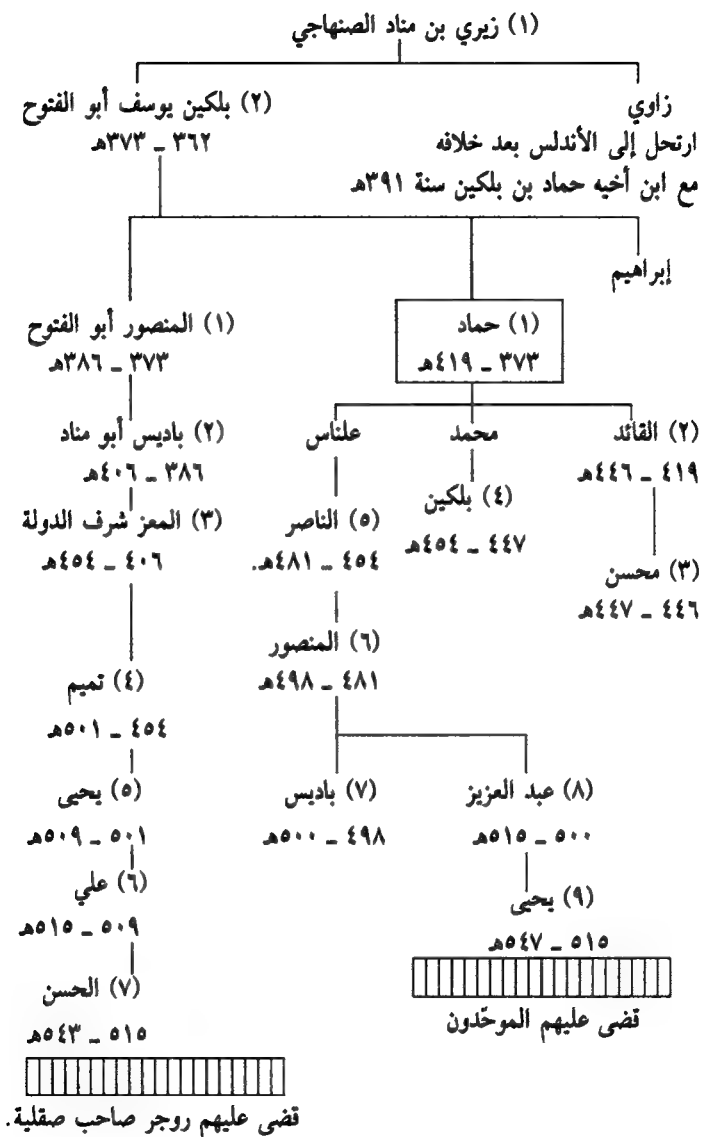 (١) زيري بن مناد الصنهاجي
زاوي
ارتحل إلى الأندلس بعد خلافه
مع ابن أخيه حماد بن بلكين سنة ٣٩١هـ
(٢) بلكين يوسف أبو الفتوح
٣٦٢ - ٣٧٣هـ
إبراهيم
(١) حماد
٣٧٣ - ٤١٩هـ
(١) المنصور أبو الفتوح
٣٧٣ - ٣٨٦هـ
(٢) القائد
٤١٩ - ٤٤٦هـ
محمد
علناس
(٢) باديس أبو مناد
٣٨٦ - ٤٠٦هـ
(٣) محسن
٤٤٦ - ٤٤٧هـ
(٤) بلكين
٤٤٧ - ٤٥٤هـ
(٥) الناصر
٤٥٤ - ٤٨١هـ.
(٣) المعز شرف الدولة
٤٠٦ - ٤٥٤هـ
(٦) المنصور
٤٨١ - ٤٩٨هـ
(٤) تميم
٤٥٤ - ٥٠١هـ
(٨) عبد العزيز
٥٠٠ - ٥١٥هـ
(٧) باديس
٤٩٨ - ٥٠٠هـ
(٥) يحيى
٥٠١ - ٥٠٩هـ
(٩) يحيى
٥١٥ - ٥٤٧هـ
قضى عليهم الموحّدون
(٦) علي
٥٠٩ - ٥١٥هـ
(٧) الحسن
٥١٥ - ٥٤٣هـ
قضى عليهم روجر صاحب صقلية.